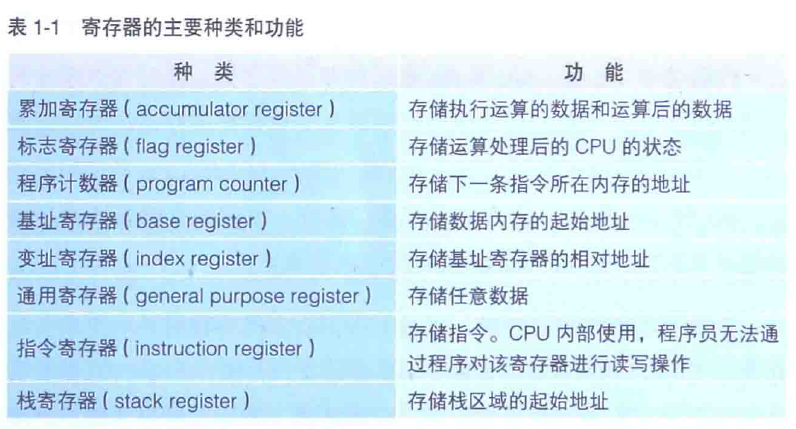 表 1-1 寄存器的主要种类和功能
种 类 功 能
累加寄存器（accumulator register） 存储执行运算的数据和运算后的数据
标志寄存器（flag register） 存储运算处理后的 CPU 的状态
程序计数器（program counter） 存储下一条指令所在内存的地址
基址寄存器（base register） 存储数据内存的起始地址
变址寄存器（index register） 存储基址寄存器的相对地址
通用寄存器（general purpose register） 存储任意数据
指令寄存器（instruction register） 存储指令。CPU 内部使用，程序员无法通
过程序对该寄存器进行读写操作
栈寄存器（stack register） 存储栈区域的起始地址